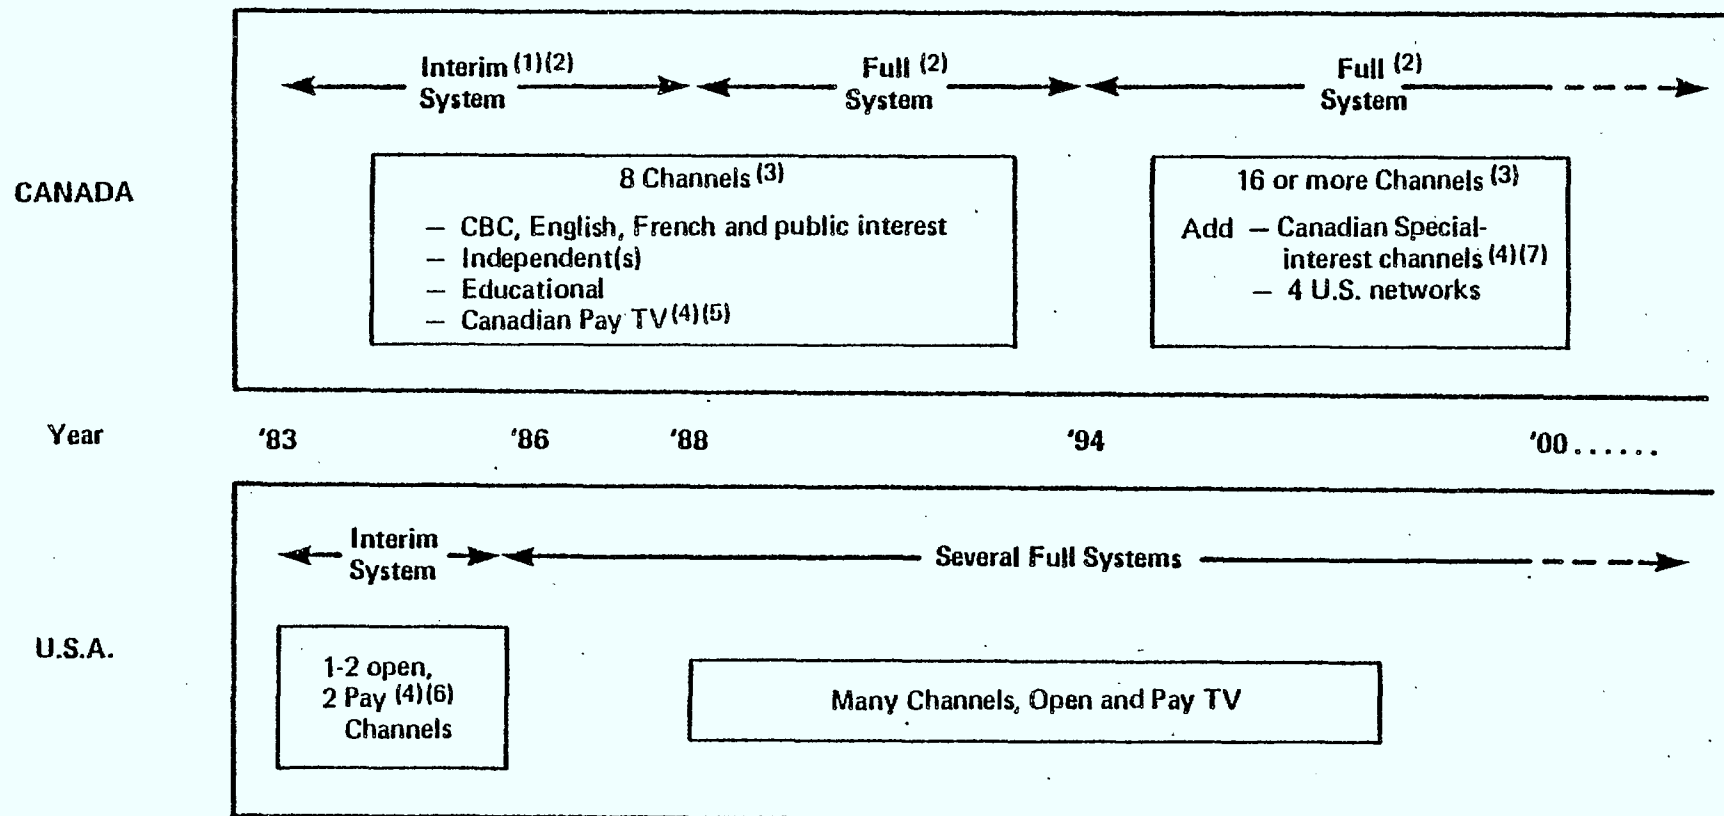 Interim (1)(2) System
Full (2) System
Full (2) System
CANADA
8 Channels (3)
– CBC, English, French and public interest
– Independent(s)
– Educational
– Canadian Pay TV (4)(5)
16 or more Channels (3)
Add – Canadian Special-
interest channels (4)(7)
– 4 U.S. networks
Year '83 '86 '88 '94 '00......
Interim
System
Several Full Systems
U.S.A.
1-2 open,
2 Pay (4)(6)
Channels
Many Channels, Open and Pay TV